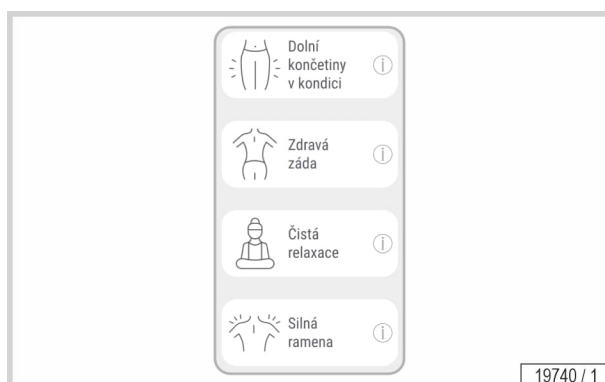 Dolní
končetiny
v kondici
Zdravá
záda
Čistá
relaxace
Silná
ramena
19740 / 1